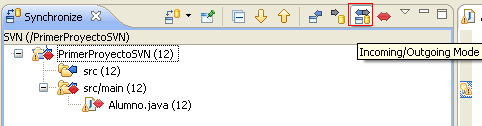 Synchronize
SVN (/PrimerProyectoSVN)
Incoming/Outgoing Mode
PrimerProyectoSVN (12)
src (12)
src/main (12)
Alumno.java (12)